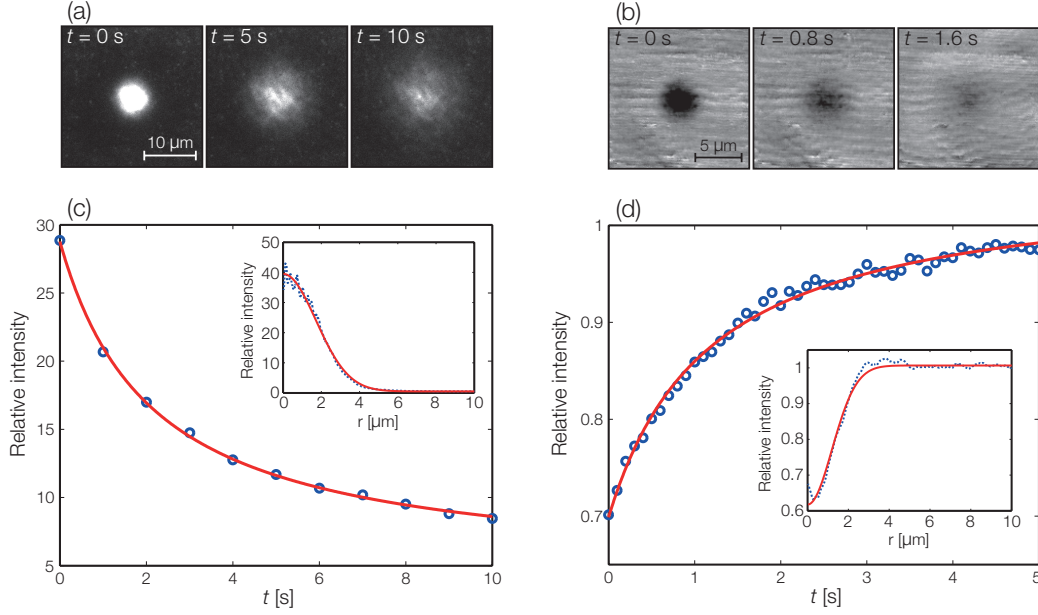 (a)
t = 0 s
t = 5 s
t = 10 s
10 µm
(b)
t = 0 s
t = 0.8 s
t = 1.6 s
5 µm
(c)
30
25
20
15
10
5
0 2 4 6 8 10
t [s]
Relative intensity
50
40
30
20
10
0
0 2 4 6 8 10
r [µm]
Relative intensity
(d)
1
0.9
0.8
0.7
0 1 2 3 4 5
t [s]
Relative intensity
1.0
0.9
0.8
0.7
0.6
0 2 4 6 8 10
r [µm]
Relative intensity